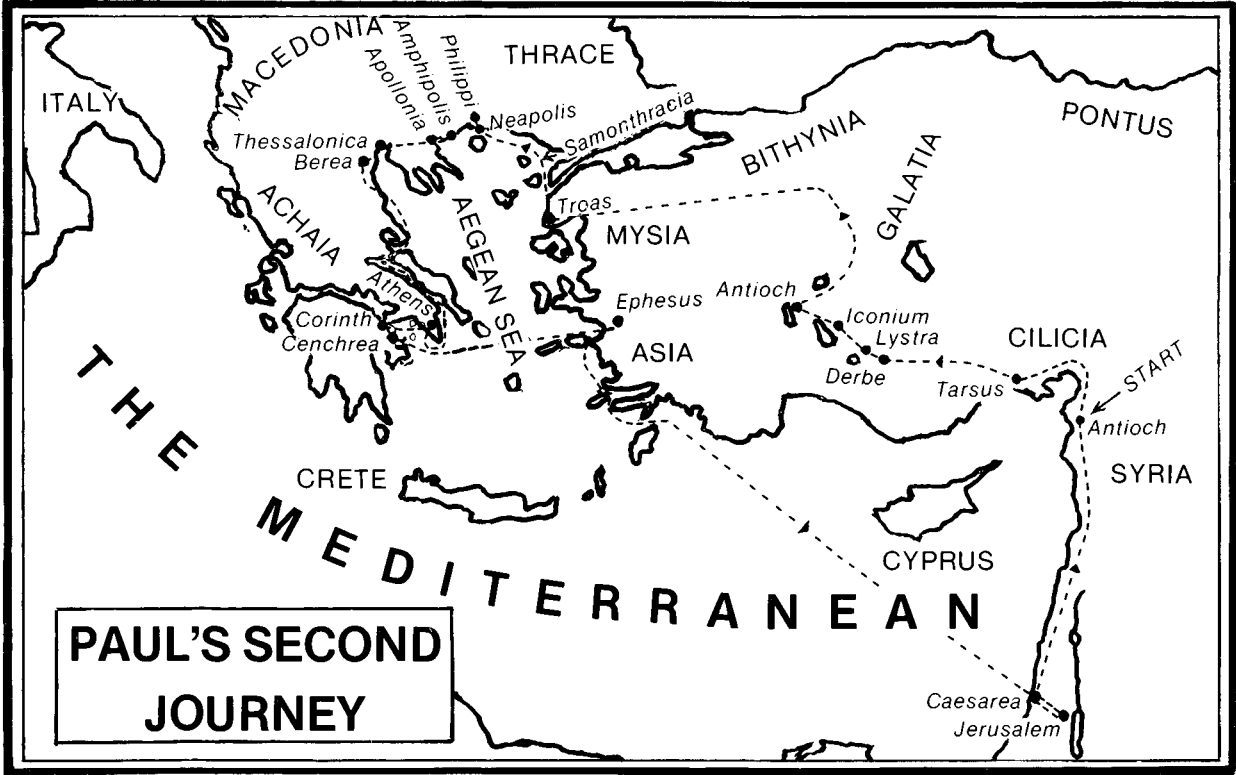 MACEDONIA
Apollonia
Amphipolis
Philippi
THRACE
ITALY
Neapolis
Samonthracia
PONTUS
Thessalonica
Berea
BITHYNIA
GALATIA
ACHAIA
AEGEAN SEA
Troas
MYSIA
Athens
Ephesus
Antioch
Corinth
Cenchrea
Iconium
Lystra
CILICIA
ASIA
Derbe
Tarsus
START
Antioch
SYRIA
CRETE
CYPRUS
THE MEDITERRANEAN
PAUL'S SECOND
JOURNEY
Caesarea
Jerusalem